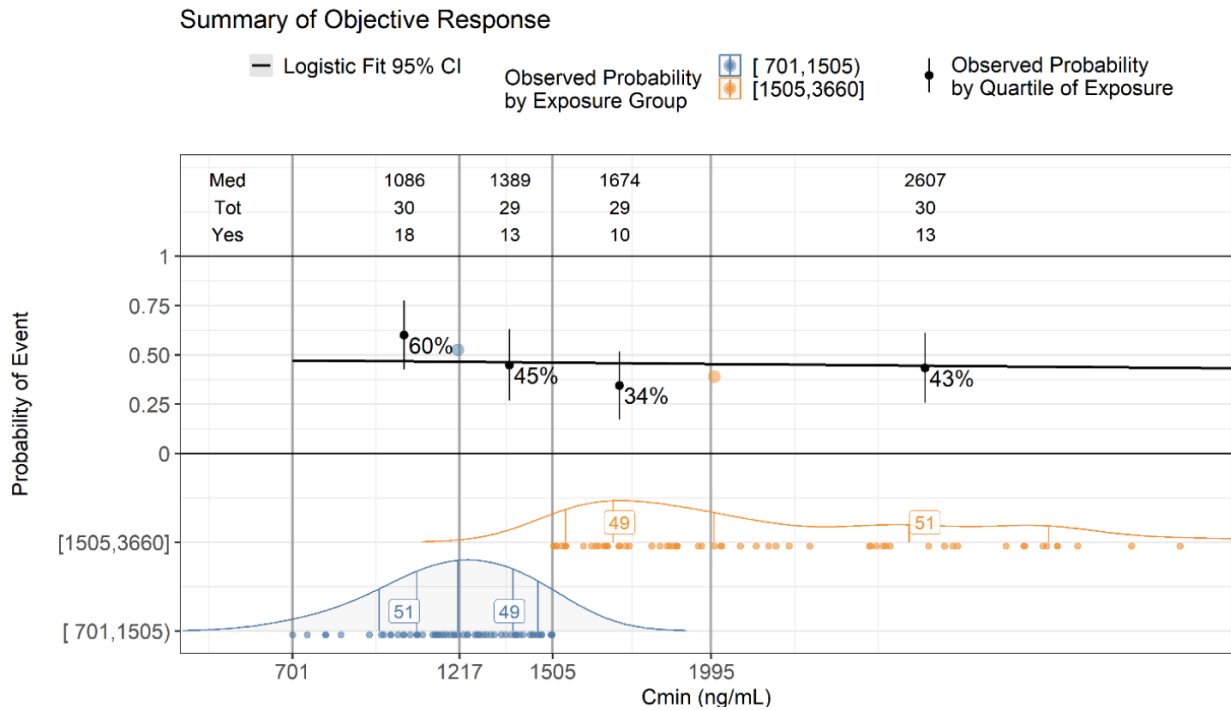 Summary of Objective Response
Logistic Fit 95% CI
Observed Probability
by Exposure Group
[ 701,1505)
[1505,3660]
Observed Probability
by Quartile of Exposure
Med 1086 1389 1674 2607
Tot 30 29 29 30
Yes 18 13 10 13
Probability of Event
1
0.75
0.50
0.25
0
60%
45%
34%
43%
[1505,3660]
49 51
[ 701,1505)
51 49
701 1217 1505 1995
Cmin (ng/mL)